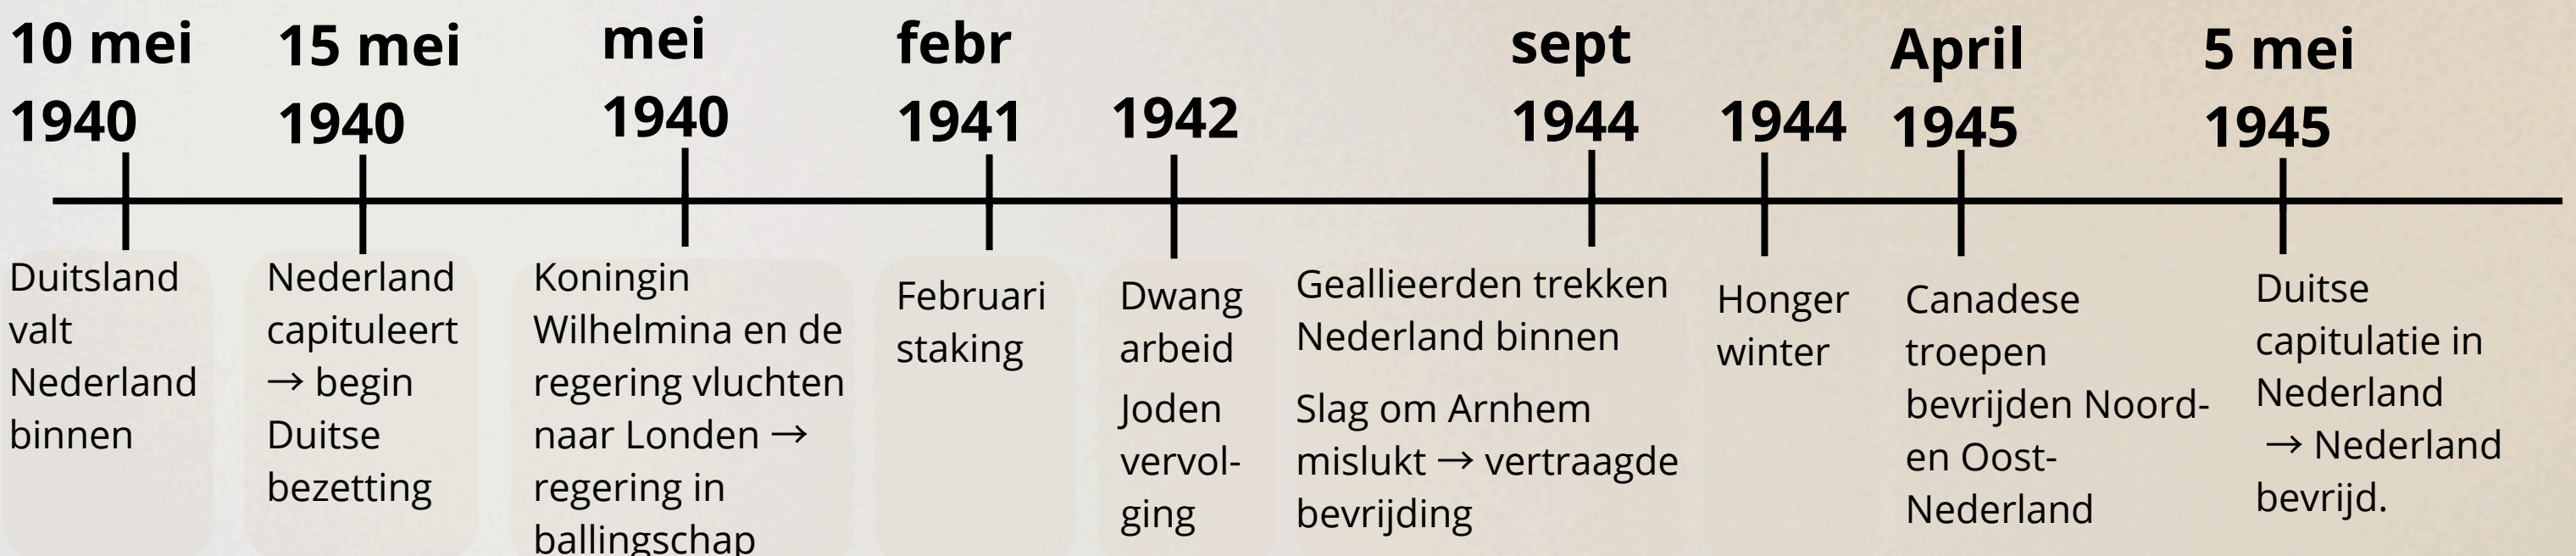 10 mei
1940
15 mei
1940
mei
1940
febr
1941
1942
sept
1944
1944
April
1945
5 mei
1945
Duitsland
valt
Nederland
binnen
Nederland
capituleert
→ begin
Duitse
bezetting
Koningin
Wilhelmina en de
regering vluchten
naar Londen →
regering in
ballingschap
Februari
staking
Dwang
arbeid
Joden
vervol-
ging
Geallieerden trekken
Nederland binnen
Slag om Arnhem
mislukt → vertraagde
bevrijding
Honger
winter
Canadese
troepen
bevrijden Noord-
en Oost-
Nederland
Duitse
capitulatie in
Nederland
→ Nederland
bevrijd.